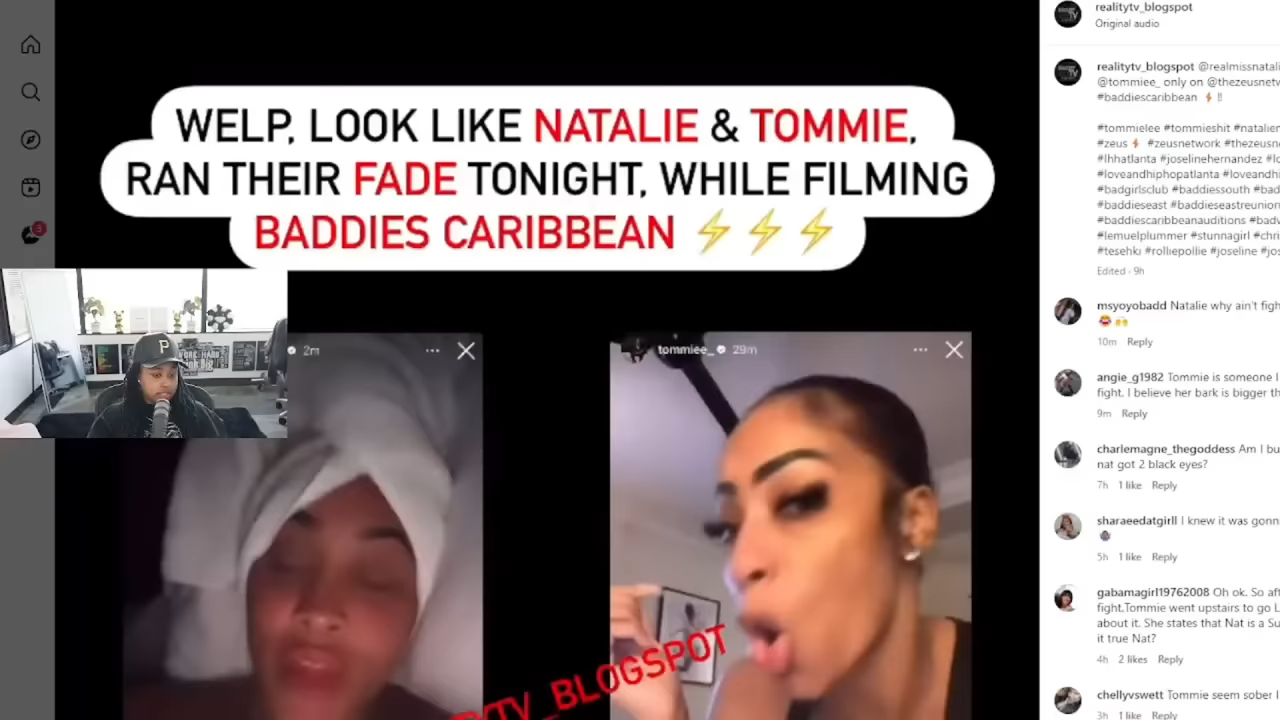 WELP, LOOK LIKE NATALIE & TOMMIE,
RAN THEIR FADE TONIGHT, WHILE FILMING
BADDIES CARIBBEAN ⚡⚡⚡
2m
tommiee_ 29m
realitytv_blogspot
Original audio
realitytv_blogspot @realmissnatali
@tommiee_ only on @thezeusnetw
#baddiescaribbean ⚡‼
#tommielee #tommieshit #natalien
#zeus⚡ #zeusnetwork #thezeusne
#lhhatlanta #joselinehernandez #lo
#loveandhiphopatlanta #loveandhi
#badgirlsclub #baddiessouth #bad
#baddieseast #baddieseastreunion
#baddiescaribbeanauditions #badv
#lemuelplummer #stunnagirl #chri
#tesehki #rolliepollie #joseline #jos
Edited · 9h
msyoyobadd Natalie why ain't figh
😂🙌
10m Reply
angie_g1982 Tommie is someone I
fight. I believe her bark is bigger th
9m Reply
charlemagne_thegoddess Am I bu
nat got 2 black eyes?
7h 1 like Reply
sharaeedatgirll I knew it was gonn
5h 1 like Reply
gabamagirl19762008 Oh ok. So aft
fight,Tommie went upstairs to go L
about it. She states that Nat is a Su
it true Nat?
4h 2 likes Reply
chellyvswett Tommie seem sober I
3h 1 like Reply
3
P
TYTV_BLOGSPOT